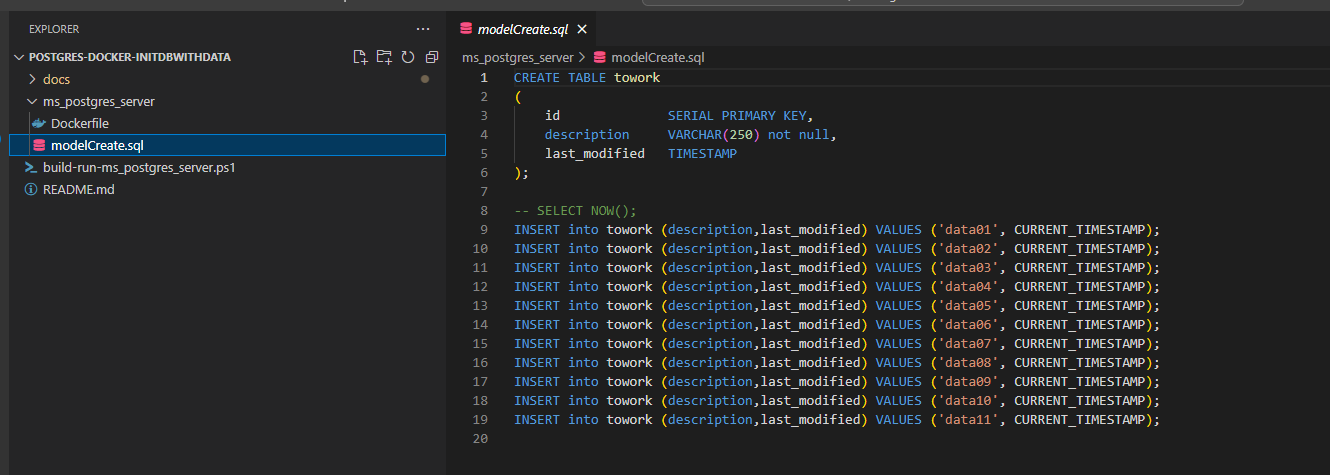 EXPLORER
POSTGRES-DOCKER-INITDBWITHDATA
docs
ms_postgres_server
Dockerfile
modelCreate.sql
build-run-ms_postgres_server.ps1
README.md
modelCreate.sql
ms_postgres_server > modelCreate.sql
1 CREATE TABLE towork
2 (
3 id SERIAL PRIMARY KEY,
4 description VARCHAR(250) not null,
5 last_modified TIMESTAMP
6 );
7
8 -- SELECT NOW();
9 INSERT into towork (description,last_modified) VALUES ('data01', CURRENT_TIMESTAMP);
10 INSERT into towork (description,last_modified) VALUES ('data02', CURRENT_TIMESTAMP);
11 INSERT into towork (description,last_modified) VALUES ('data03', CURRENT_TIMESTAMP);
12 INSERT into towork (description,last_modified) VALUES ('data04', CURRENT_TIMESTAMP);
13 INSERT into towork (description,last_modified) VALUES ('data05', CURRENT_TIMESTAMP);
14 INSERT into towork (description,last_modified) VALUES ('data06', CURRENT_TIMESTAMP);
15 INSERT into towork (description,last_modified) VALUES ('data07', CURRENT_TIMESTAMP);
16 INSERT into towork (description,last_modified) VALUES ('data08', CURRENT_TIMESTAMP);
17 INSERT into towork (description,last_modified) VALUES ('data09', CURRENT_TIMESTAMP);
18 INSERT into towork (description,last_modified) VALUES ('data10', CURRENT_TIMESTAMP);
19 INSERT into towork (description,last_modified) VALUES ('data11', CURRENT_TIMESTAMP);
20